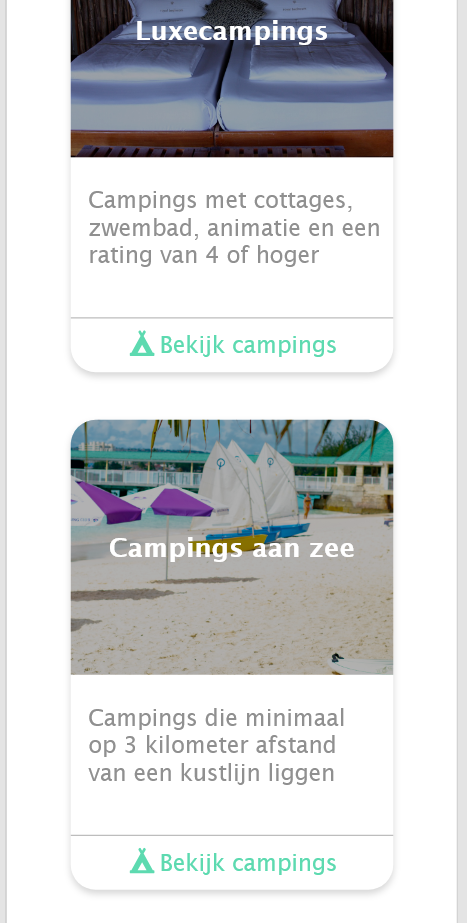 Luxecampings
Campings met cottages,
zwembad, animatie en een
rating van 4 of hoger
Bekijk campings
Campings aan zee
Campings die minimaal
op 3 kilometer afstand
van een kustlijn liggen
Bekijk campings